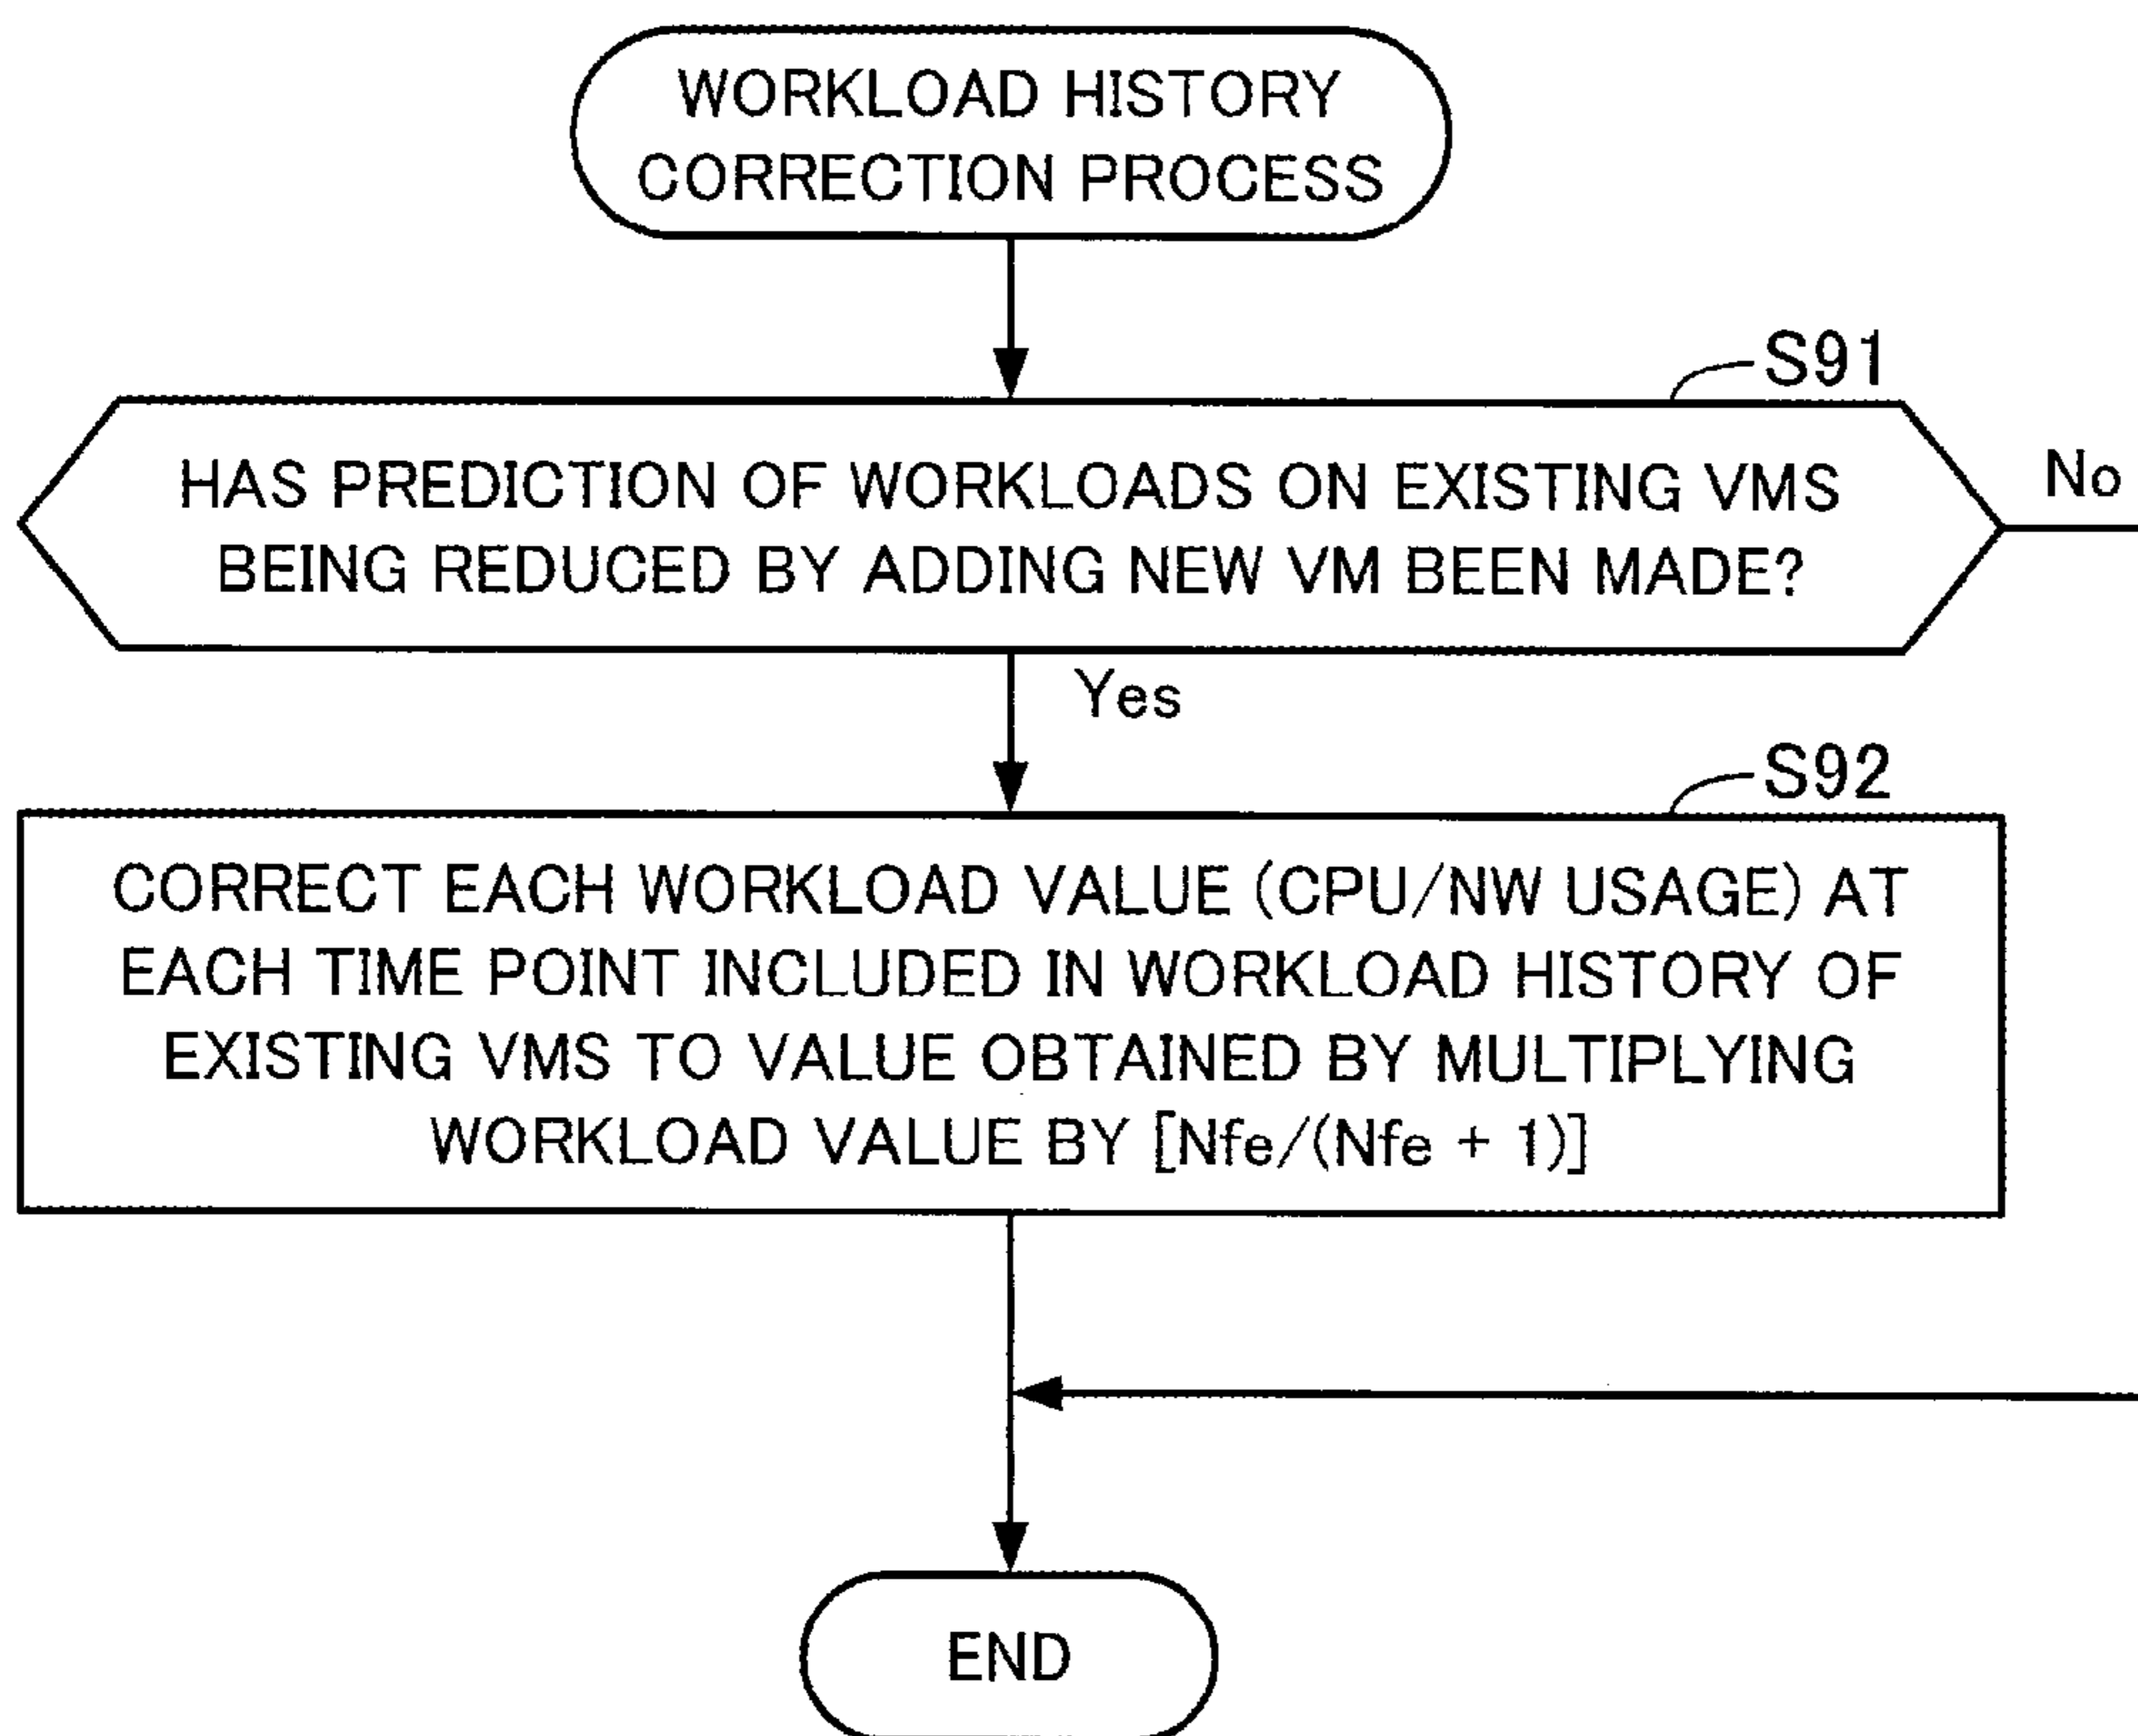 WORKLOAD HISTORY
CORRECTION PROCESS
S91
HAS PREDICTION OF WORKLOADS ON EXISTING VMS
BEING REDUCED BY ADDING NEW VM BEEN MADE?
No
Yes
S92
CORRECT EACH WORKLOAD VALUE (CPU/NW USAGE) AT
EACH TIME POINT INCLUDED IN WORKLOAD HISTORY OF
EXISTING VMS TO VALUE OBTAINED BY MULTIPLYING
WORKLOAD VALUE BY [Nfe/(Nfe + 1)]
END